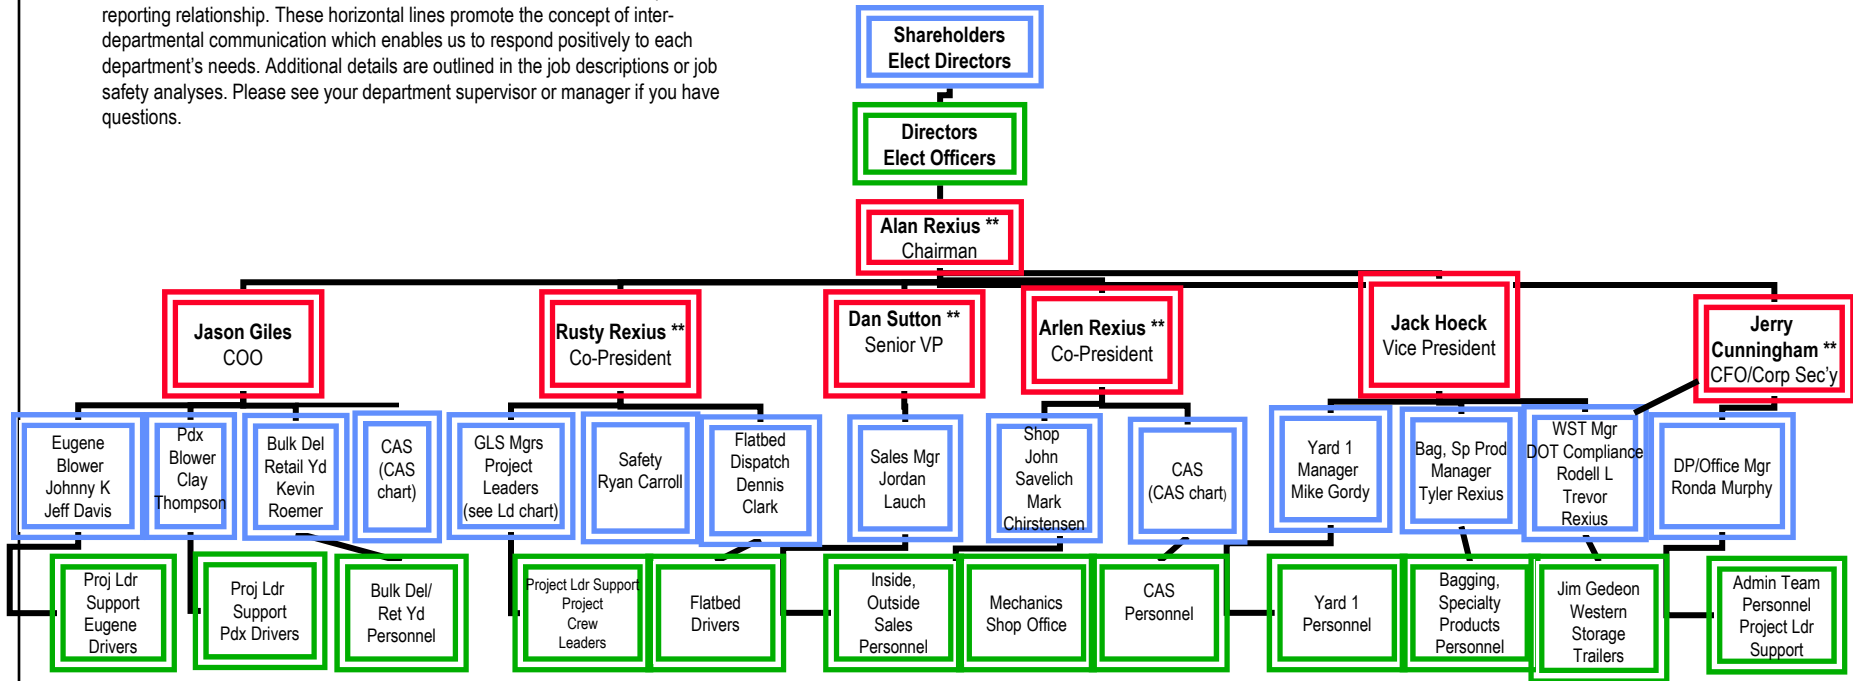 reporting relationship. These horizontal lines promote the concept of inter-
departmental communication which enables us to respond positively to each
department's needs. Additional details are outlined in the job descriptions or job
safety analyses. Please see your department supervisor or manager if you have
questions.
Shareholders
Elect Directors
Directors
Elect Officers
Alan Rexius **
Chairman
Jason Giles
COO
Rusty Rexius **
Co-President
Dan Sutton **
Senior VP
Arlen Rexius **
Co-President
Jack Hoeck
Vice President
Jerry
Cunningham **
CFO/Corp Sec'y
Eugene
Blower
Johnny K
Jeff Davis
Pdx
Blower
Clay
Thompson
Bulk Del
Retail Yd
Kevin
Roemer
CAS
(CAS
chart)
GLS Mgrs
Project
Leaders
(see Ld chart)
Safety
Ryan Carroll
Flatbed
Dispatch
Dennis
Clark
Sales Mgr
Jordan
Lauch
Shop
John
Savelich
Mark
Chirstensen
CAS
(CAS chart)
Yard 1
Manager
Mike Gordy
Bag, Sp Prod
Manager
Tyler Rexius
WST Mgr
DOT Compliance
Rodell L
Trevor
Rexius
DP/Office Mgr
Ronda Murphy
Proj Ldr
Support
Eugene
Drivers
Proj Ldr
Support
Pdx Drivers
Bulk Del/
Ret Yd
Personnel
Project Ldr Support
Project
Crew
Leaders
Flatbed
Drivers
Inside,
Outside
Sales
Personnel
Mechanics
Shop Office
CAS
Personnel
Yard 1
Personnel
Bagging,
Specialty
Products
Personnel
Jim Gedeon
Western
Storage
Trailers
Admin Team
Personnel
Project Ldr
Support